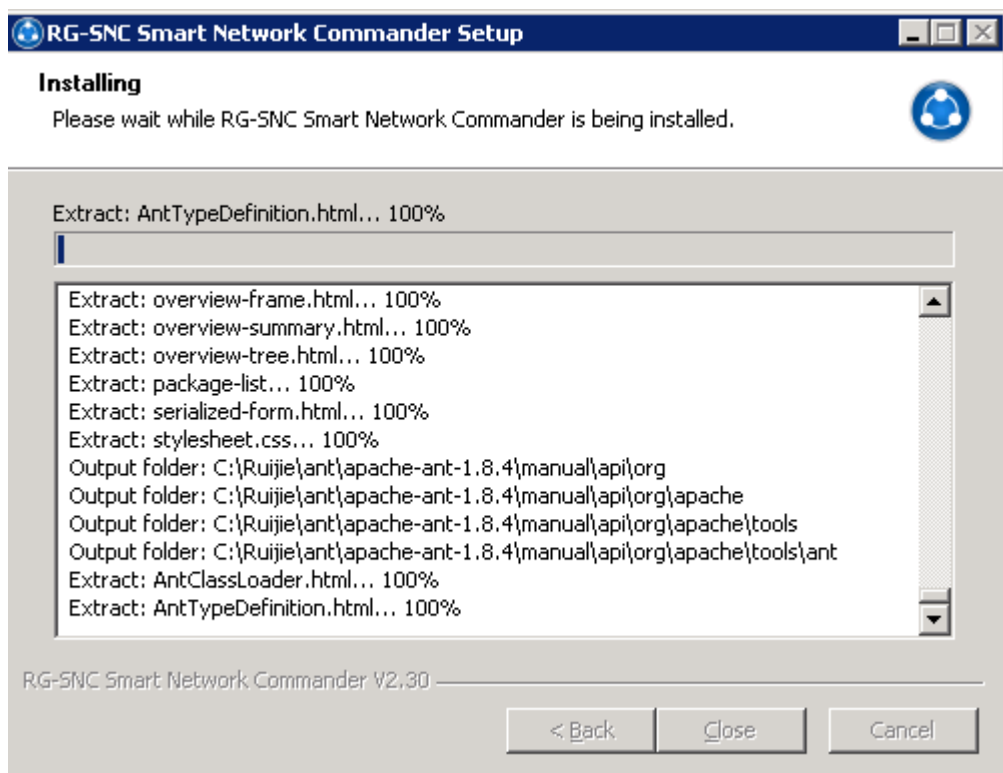 RG-SNC Smart Network Commander Setup
Installing
Please wait while RG-SNC Smart Network Commander is being installed.
Extract: AntTypeDefinition.html... 100%
Extract: overview-frame.html... 100%
Extract: overview-summary.html... 100%
Extract: overview-tree.html... 100%
Extract: package-list... 100%
Extract: serialized-form.html... 100%
Extract: stylesheet.css... 100%
Output folder: C:\Ruijie\ant\apache-ant-1.8.4\manual\api\org
Output folder: C:\Ruijie\ant\apache-ant-1.8.4\manual\api\org\apache
Output folder: C:\Ruijie\ant\apache-ant-1.8.4\manual\api\org\apache\tools
Output folder: C:\Ruijie\ant\apache-ant-1.8.4\manual\api\org\apache\tools\ant
Extract: AntClassLoader.html... 100%
Extract: AntTypeDefinition.html... 100%
RG-SNC Smart Network Commander V2.30
< Back Close Cancel